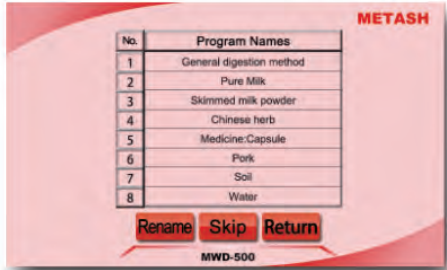 METASH
No. Program Names
1 General digestion method
2 Pure Milk
3 Skimmed milk powder
4 Chinese herb
5 Medicine:Capsule
6 Pork
7 Soil
8 Water
Rename Skip Return
MWD-500